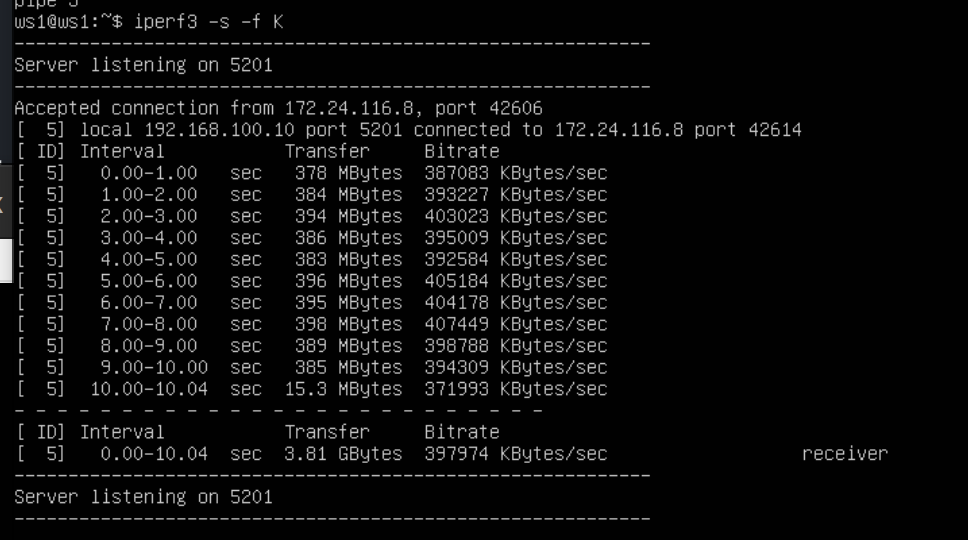 pipe 3
ws1@ws1:~$ iperf3 -s -f K
-----------------------------------------------------------
Server listening on 5201
-----------------------------------------------------------
Accepted connection from 172.24.116.8, port 42606
[  5] local 192.168.100.10 port 5201 connected to 172.24.116.8 port 42614
[ ID] Interval           Transfer     Bitrate
[  5]   0.00-1.00   sec   378 MBytes  387083 KBytes/sec
[  5]   1.00-2.00   sec   384 MBytes  393227 KBytes/sec
[  5]   2.00-3.00   sec   394 MBytes  403023 KBytes/sec
[  5]   3.00-4.00   sec   386 MBytes  395009 KBytes/sec
[  5]   4.00-5.00   sec   383 MBytes  392584 KBytes/sec
[  5]   5.00-6.00   sec   396 MBytes  405184 KBytes/sec
[  5]   6.00-7.00   sec   395 MBytes  404178 KBytes/sec
[  5]   7.00-8.00   sec   398 MBytes  407449 KBytes/sec
[  5]   8.00-9.00   sec   389 MBytes  398788 KBytes/sec
[  5]   9.00-10.00  sec   385 MBytes  394309 KBytes/sec
[  5]  10.00-10.04  sec  15.3 MBytes  371993 KBytes/sec
- - - - - - - - - - - - - - - - - - - - - - - - -
[ ID] Interval           Transfer     Bitrate
[  5]   0.00-10.04  sec  3.81 GBytes  397974 KBytes/sec                  receiver
-----------------------------------------------------------
Server listening on 5201
-----------------------------------------------------------